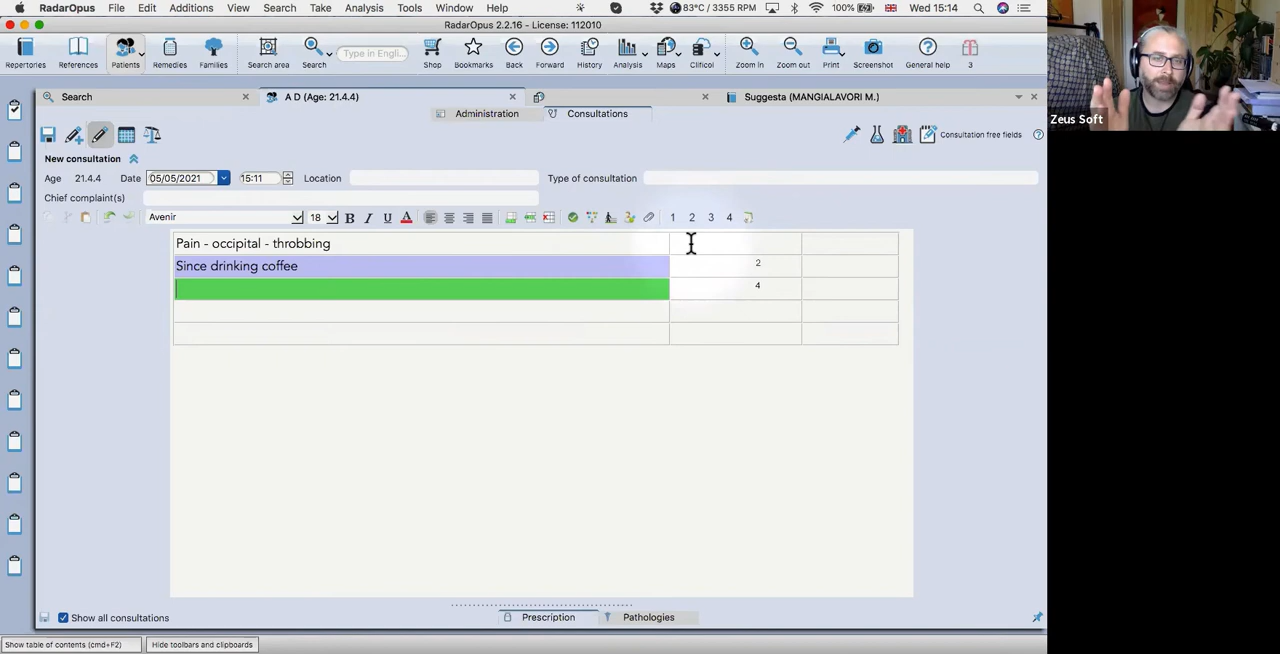 RadarOpus File Edit Additions View Search Take Analysis Tools Window Help 83°C / 3355 RPM 100% Wed 15:14
RadarOpus 2.2.16 - License: 112010
Repertories References Patients Remedies Families Search area Search Type in Engli... Shop Bookmarks Back Forward History Analysis Maps Clificol Zoom in Zoom out Print Screenshot General help 3
Search A D (Age: 21.4.4) Suggesta (MANGIALAVORI M.)
Administration Consultations
Zeus Soft
Consultation free fields
New consultation
Age 21.4.4 Date 05/05/2021 15:11 Location Type of consultation
Chief complaint(s)
Avenir 18 B I U A 1 2 3 4
Pain - occipital - throbbing
Since drinking coffee 2
4
Show all consultations Prescription Pathologies
Show table of contents (cmd+F2) Hide toolbars and clipboards